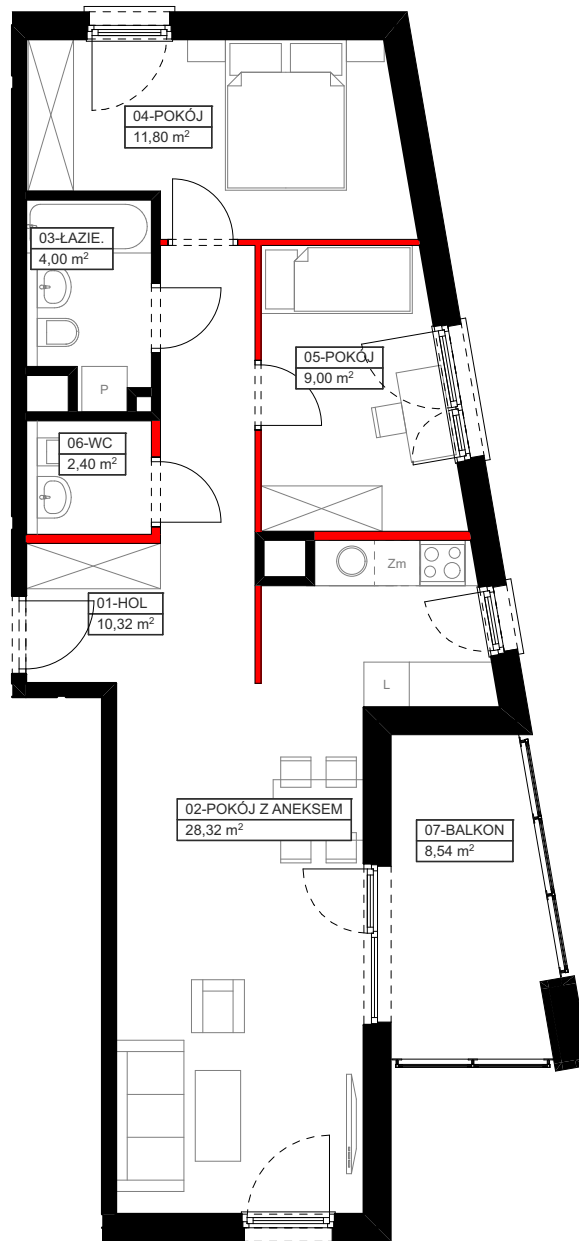 04-POKÓJ
11,80 m²
03-ŁAZIE.
4,00 m²
05-POKÓJ
9,00 m²
P
06-WC
2,40 m²
Zm
01-HOL
10,32 m²
L
02-POKÓJ Z ANEKSEM
28,32 m²
07-BALKON
8,54 m²